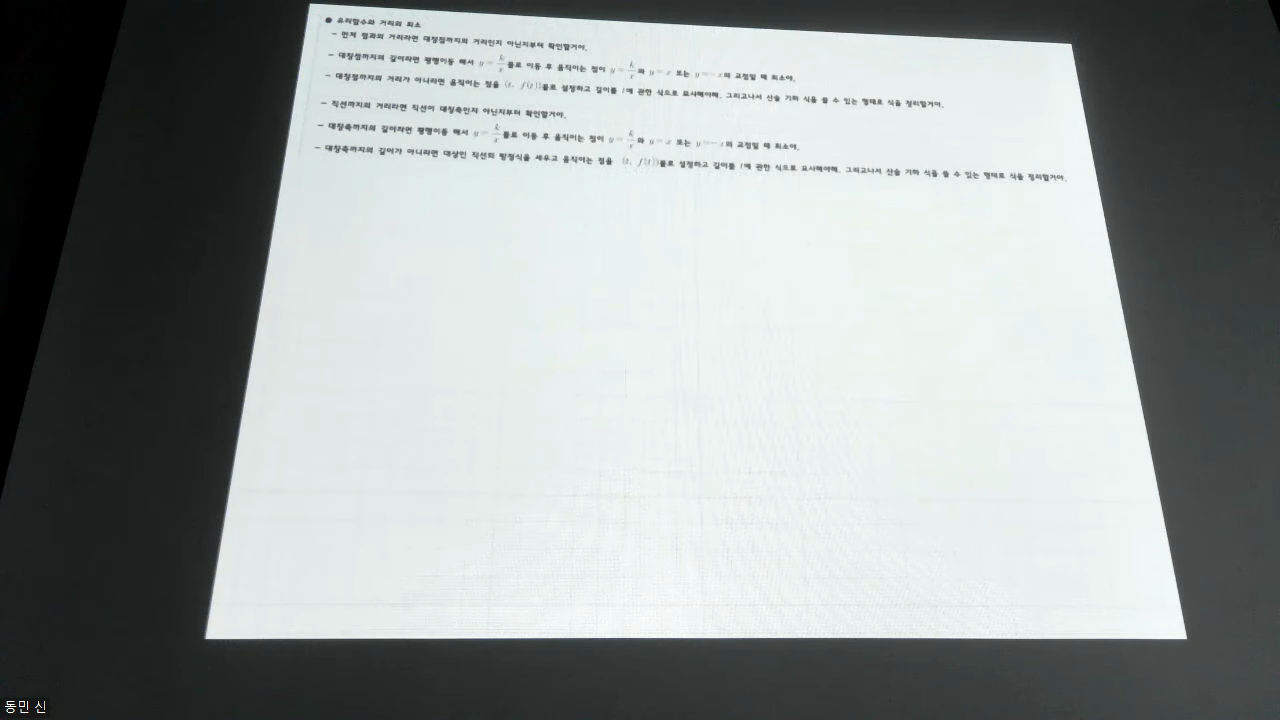 ● 유리함수와 거리의 최소
- 먼저 점과의 거리라면 대칭점까지의 거리인지 아닌지부터 확인할거야.
- 대칭점까지의 길이라면 평행이동 해서 y = k/x 꼴로 이동 후 움직이는 점이 y = k/x 와 y = x 또는 y = -x 의 교점일 때 최소야.
- 대칭점까지의 거리가 아니라면 움직이는 점을 (t, f(t))꼴로 설정하고 길이를 t에 관한 식으로 묘사해야해. 그리고나서 산술 기하 식을 쓸 수 있는 형태로 식을 정리할거야.
- 직선까지의 거리라면 직선이 대칭축인지 아닌지부터 확인할거야.
- 대칭축까지의 길이라면 평행이동 해서 y = k/x 꼴로 이동 후 움직이는 점이 y = k/x 와 y = x 또는 y = -x 의 교점일 때 최소야.
- 대칭축까지의 길이가 아니라면 대상인 직선의 방정식을 세우고 움직이는 점을 (t, f(t))꼴로 설정하고 길이를 t에 관한 식으로 묘사해야해. 그리고나서 산술 기하 식을 쓸 수 있는 형태로 식을 정리할거야.
동민 신